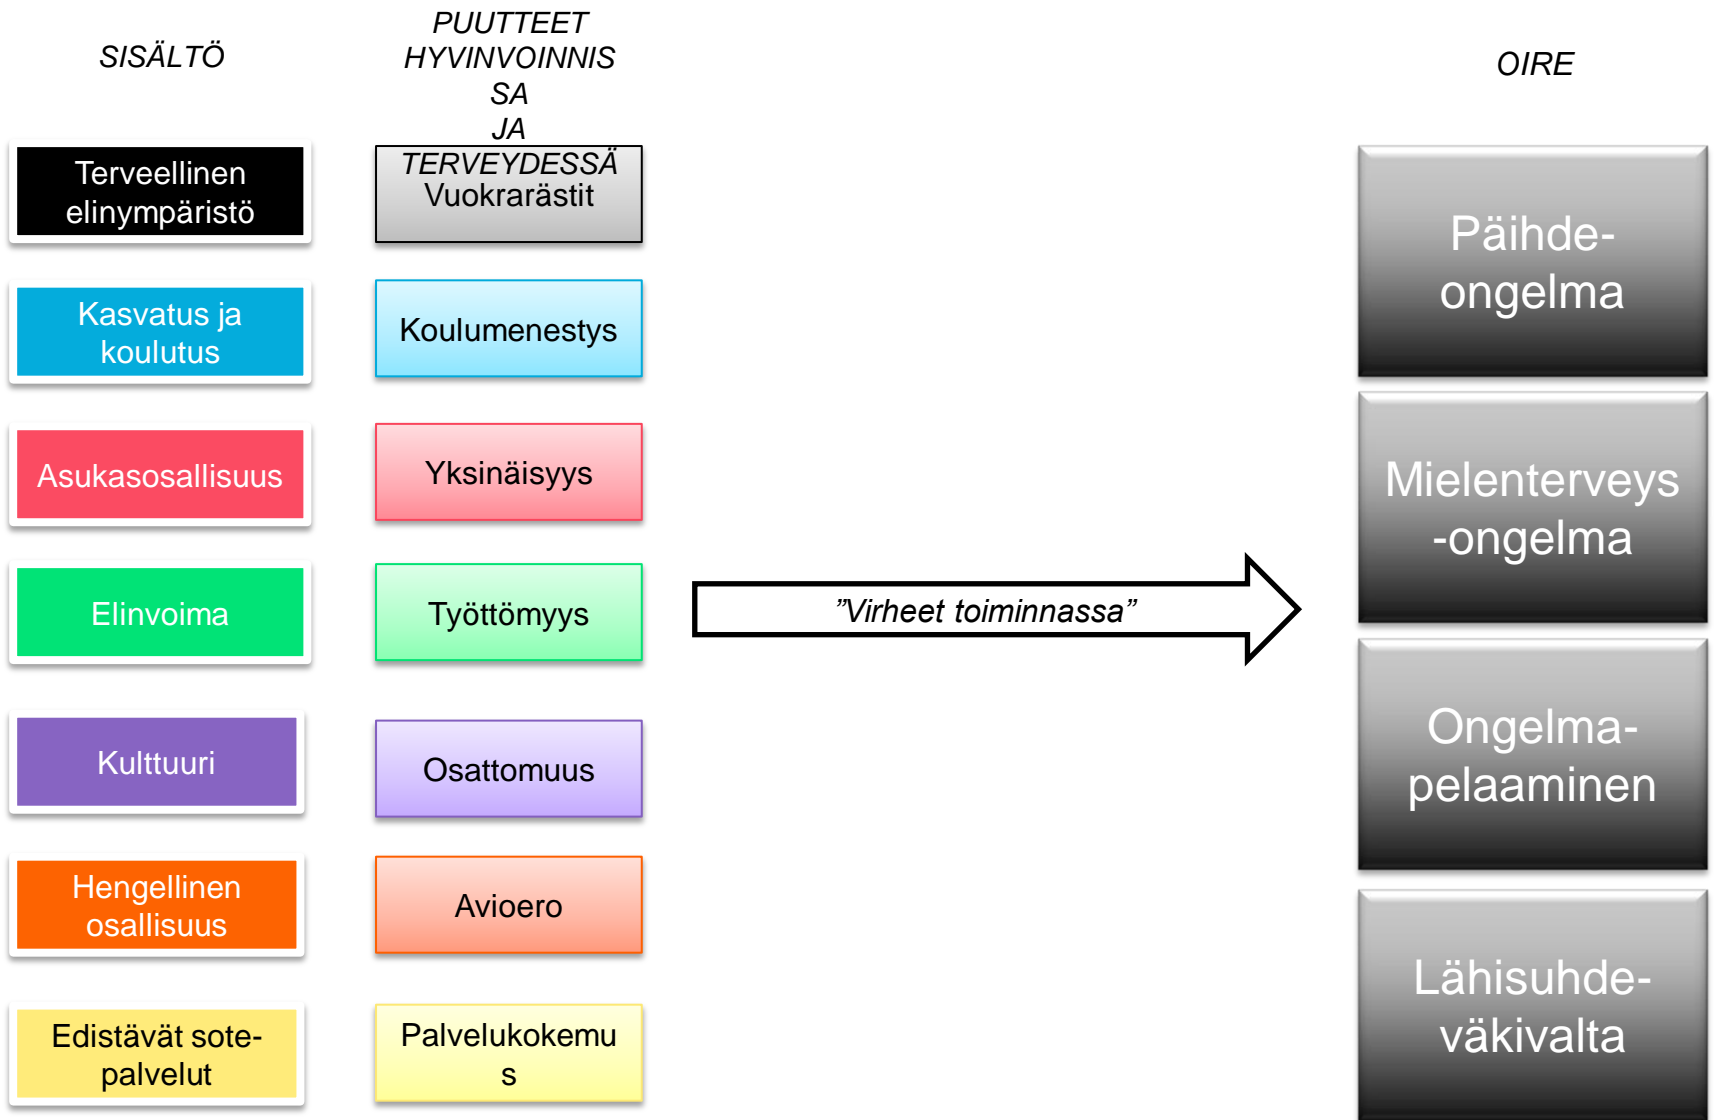 SISÄLTÖ
PUUTTEET
HYVINVOINNIS
SA
JA
TERVEYDESSÄ
OIRE
Terveellinen
elinympäristö
Vuokrarästit
Kasvatus ja
koulutus
Koulumenestys
Asukasosallisuus
Yksinäisyys
Elinvoima
Työttömyys
Kulttuuri
Osattomuus
Hengellinen
osallisuus
Avioero
Edistävät sote-
palvelut
Palvelukokemu
s
”Virheet toiminnassa”
Päihde-
ongelma
Mielenterveys
-ongelma
Ongelma-
pelaaminen
Lähisuhde-
väkivalta